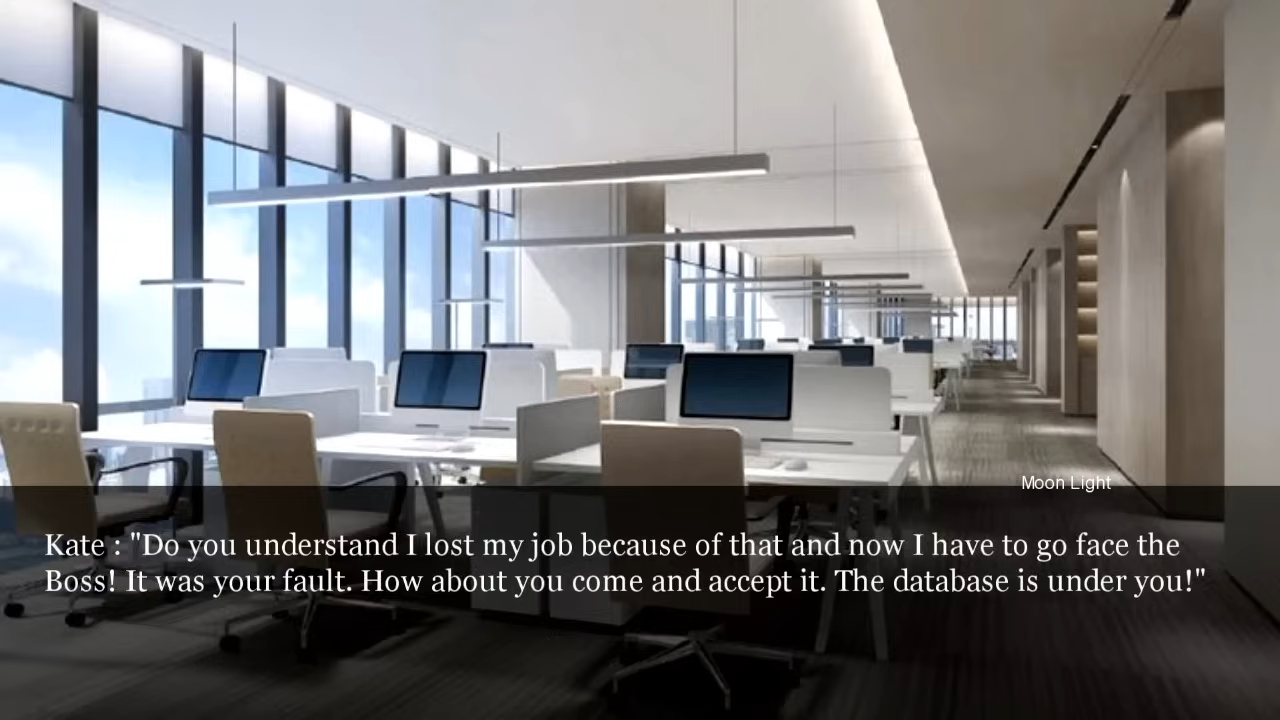 Moon Light
Kate : "Do you understand I lost my job because of that and now I have to go face the
Boss! It was your fault. How about you come and accept it. The database is under you!"